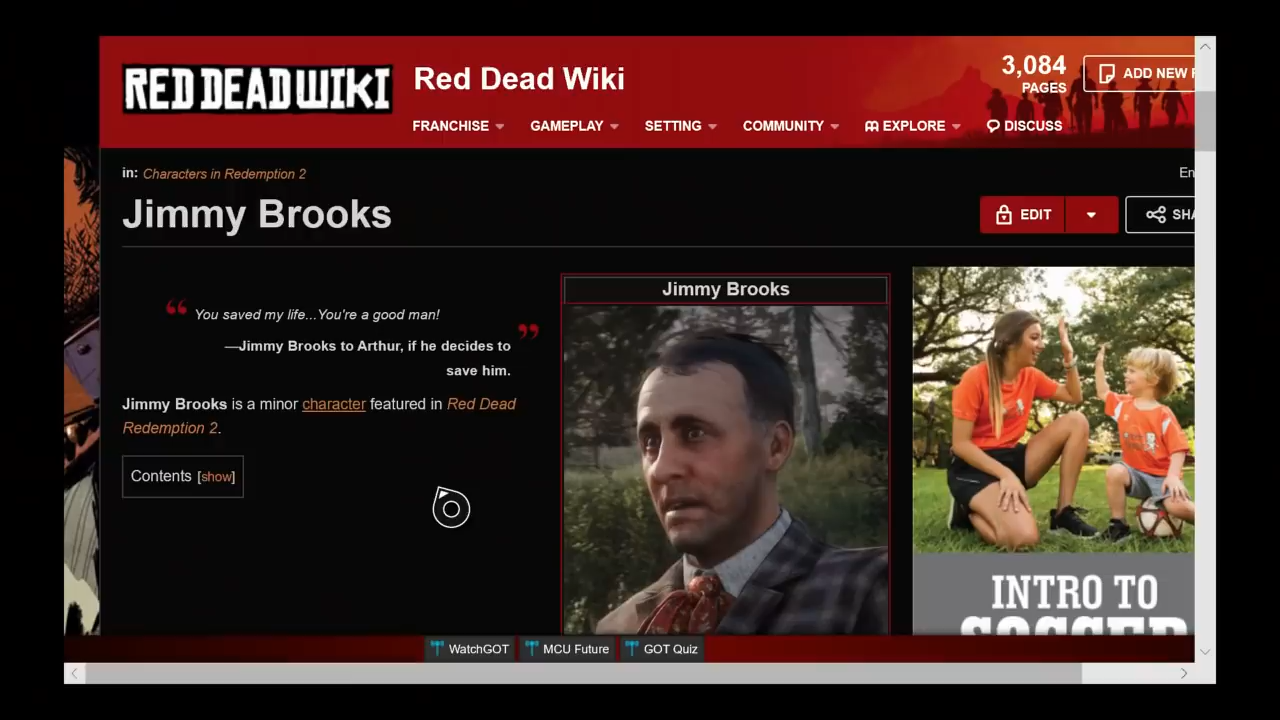 RED DEAD WIKI
Red Dead Wiki
3,084
PAGES
ADD NEW
FRANCHISE
GAMEPLAY
SETTING
COMMUNITY
EXPLORE
DISCUSS
in: Characters in Redemption 2
En
Jimmy Brooks
EDIT
SHA
Jimmy Brooks
“ You saved my life...You're a good man! ”
—Jimmy Brooks to Arthur, if he decides to
save him.
Jimmy Brooks is a minor character featured in Red Dead
Redemption 2.
Contents [show]
INTRO TO
SOCCER
WatchGOT
MCU Future
GOT Quiz